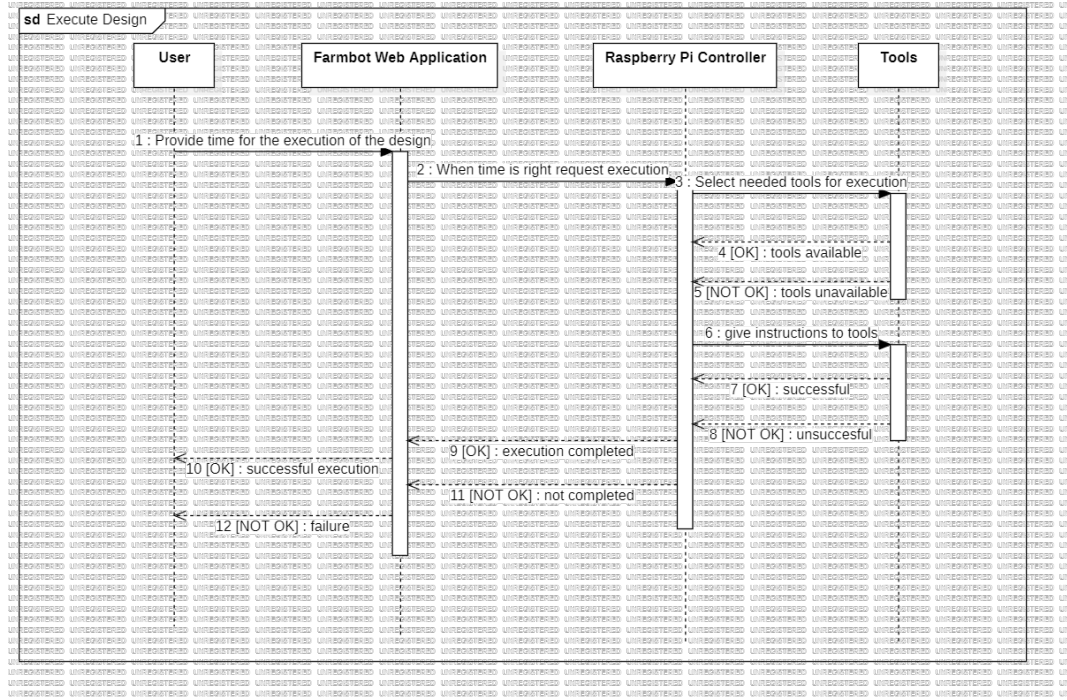 sd Execute Design
User
Farmbot Web Application
Raspberry Pi Controller
Tools
1 : Provide time for the execution of the design
2 : When time is right request execution
3 : Select needed tools for execution
4 [OK] : tools available
5 [NOT OK] : tools unavailable
6 : give instructions to tools
7 [OK] : successful
8 [NOT OK] : unsuccesful
9 [OK] : execution completed
10 [OK] : successful execution
11 [NOT OK] : not completed
12 [NOT OK] : failure
UNREGISTERED